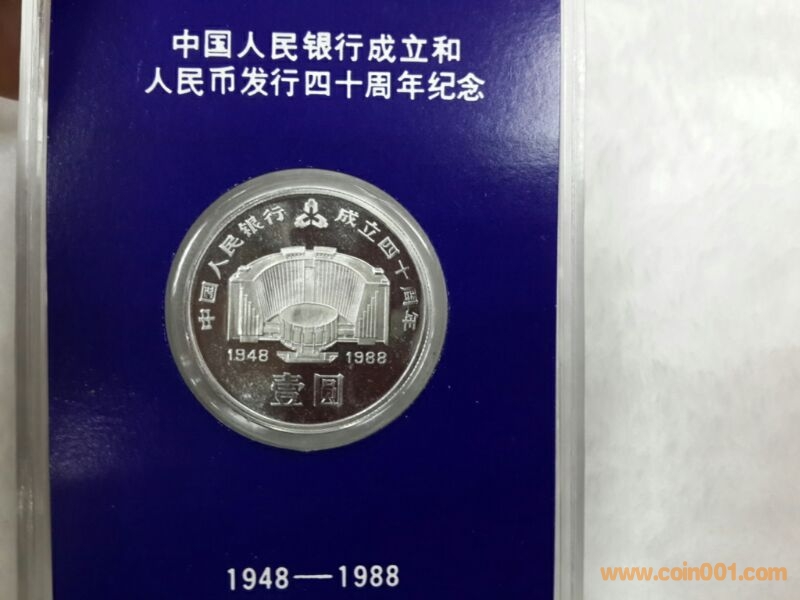 中国人民银行成立和
人民币发行四十周年纪念
中国人民银行 成立四十周年
1948 1988
壹圆
1948—1988
www.coin001.com